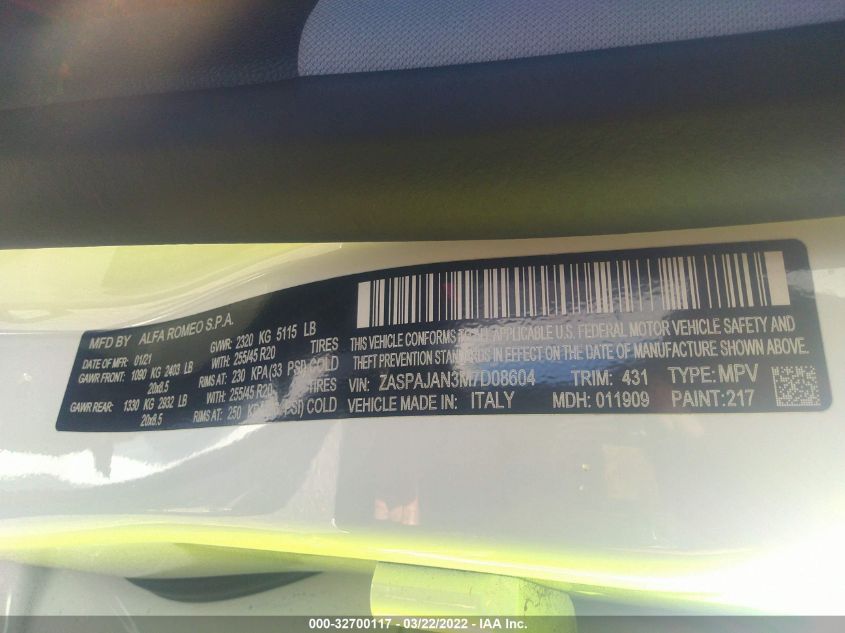 MFD BY ALFA ROMEO S.P.A.
DATE OF MFR: 01/21 GVWR: 2320 KG 5115 LB
GAWR FRONT: 1090 KG 2403 LB WITH: 255/45 R20 TIRES
20x8.5 RIMS AT: 230 KPA(33 PSI) COLD
GAWR REAR: 1330 KG 2932 LB WITH: 255/45 R20 TIRES
RIMS AT: 250 PSI) COLD
THIS VEHICLE CONFORMS TO ALL APPLICABLE U.S. FEDERAL MOTOR VEHICLE SAFETY AND
THEFT PREVENTION STANDARDS IN EFFECT ON THE DATE OF MANUFACTURE SHOWN ABOVE.
VIN: ZASPAJAN3M7D08604 TRIM: 431 TYPE: MPV
VEHICLE MADE IN: ITALY MDH: 011909 PAINT: 217
000-32700117 - 03/22/2022 - IAA Inc.